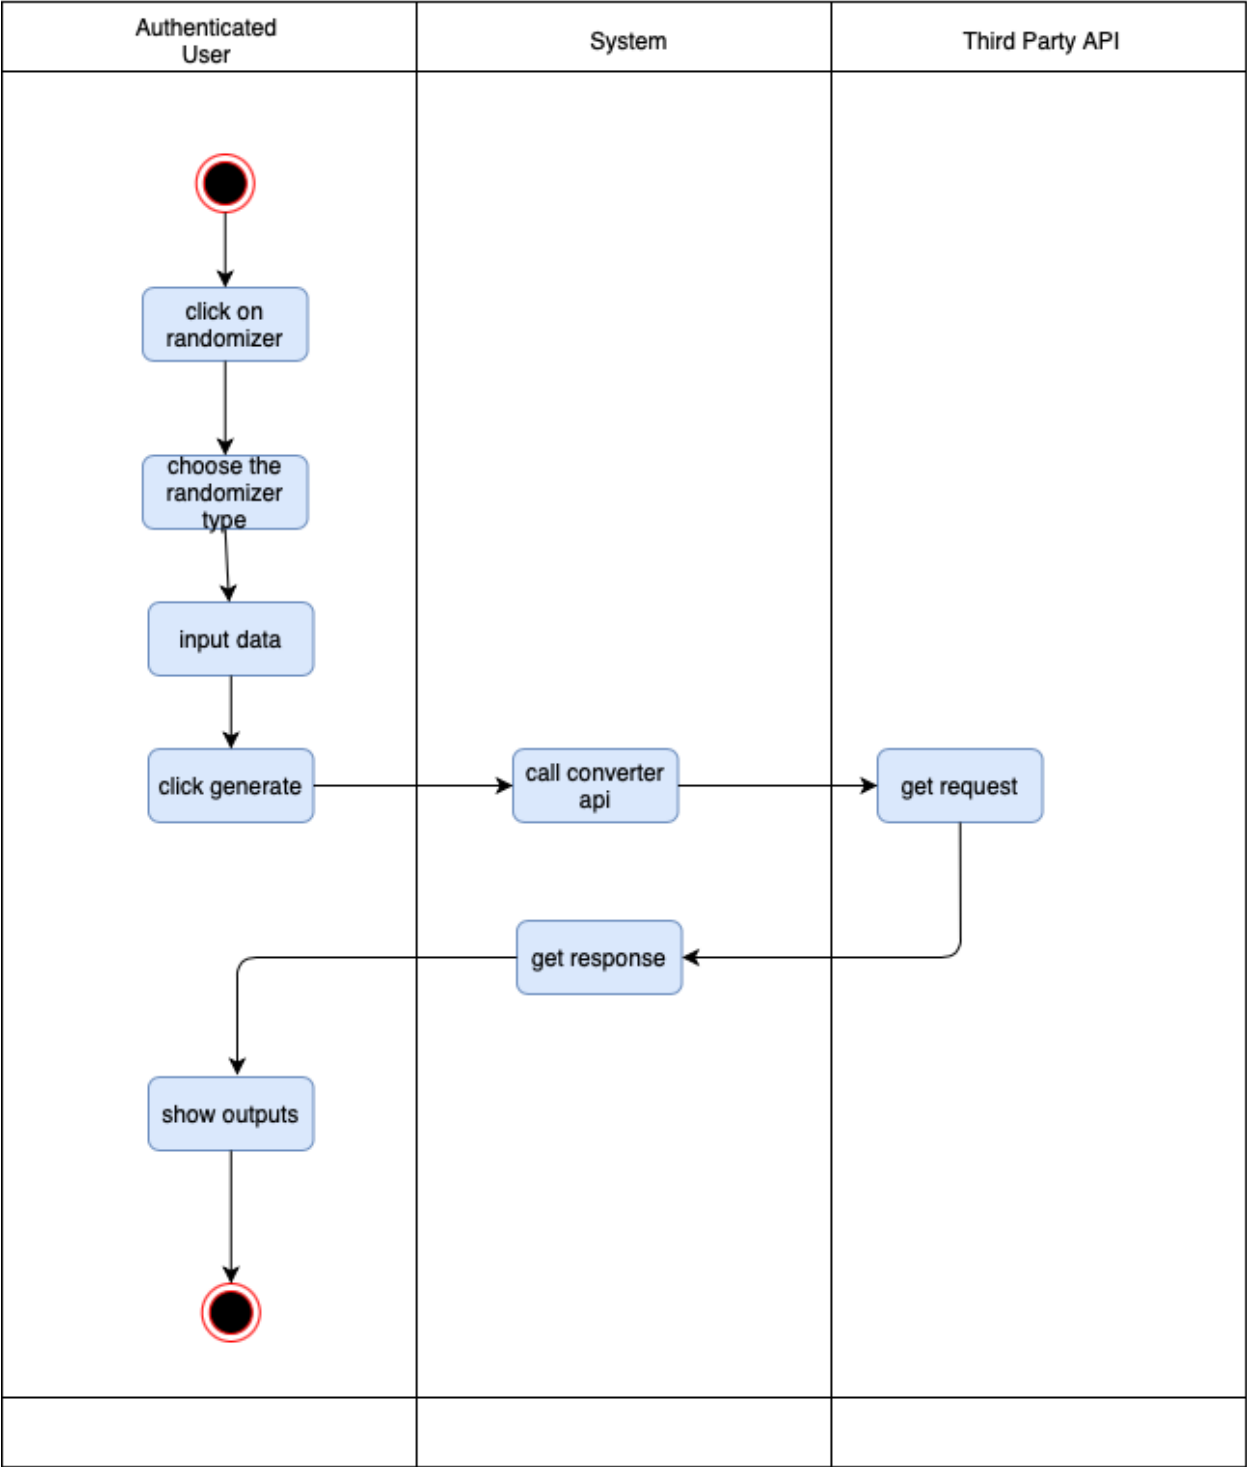 Authenticated
User
System
Third Party API
click on
randomizer
choose the
randomizer
type
input data
click generate
call converter
api
get request
get response
show outputs